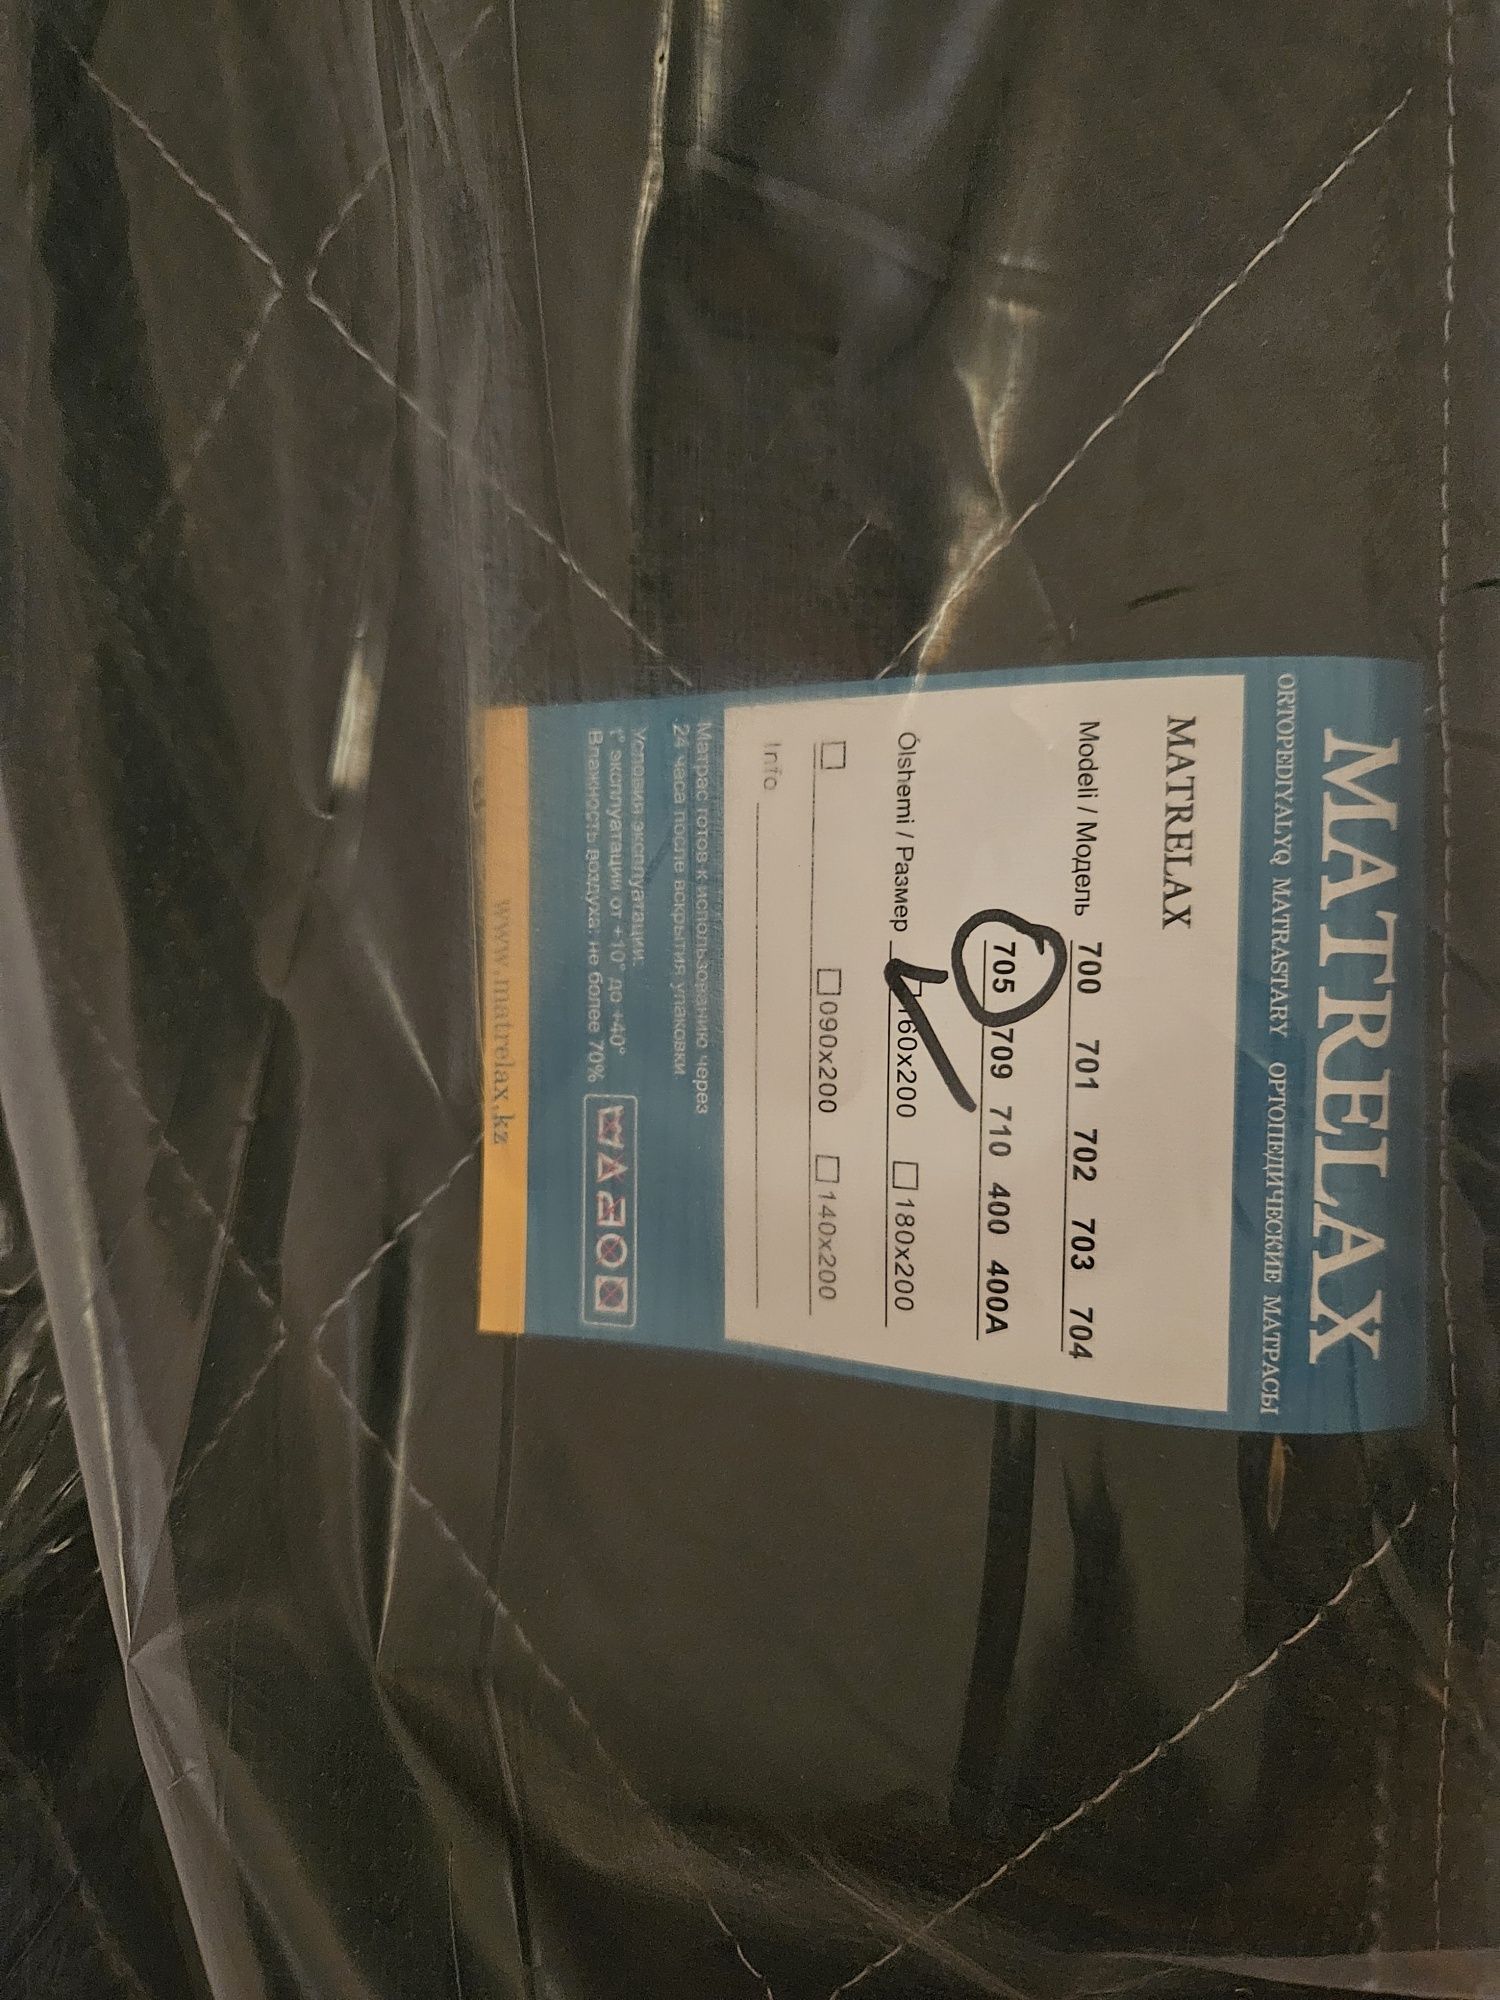 MATRELAX
ORTOPEDIYALYQ MATRASTARY ОРТОПЕДИЧЕСКИЕ МАТРАСЫ
MATRELAX
Modeli / Модель 700 701 702 703 704
705 709 710 400 400A
Ólshemi / Размер ☑160x200 ☐180x200
☐ ☐090x200 ☐140x200
Info
Матрас готов к использованию через
24 часа после вскрытия упаковки
Условия эксплуатации:
t° эксплуатации от +10° до +40°
Влажность воздуха: не более 70%
www.matrelax.kz